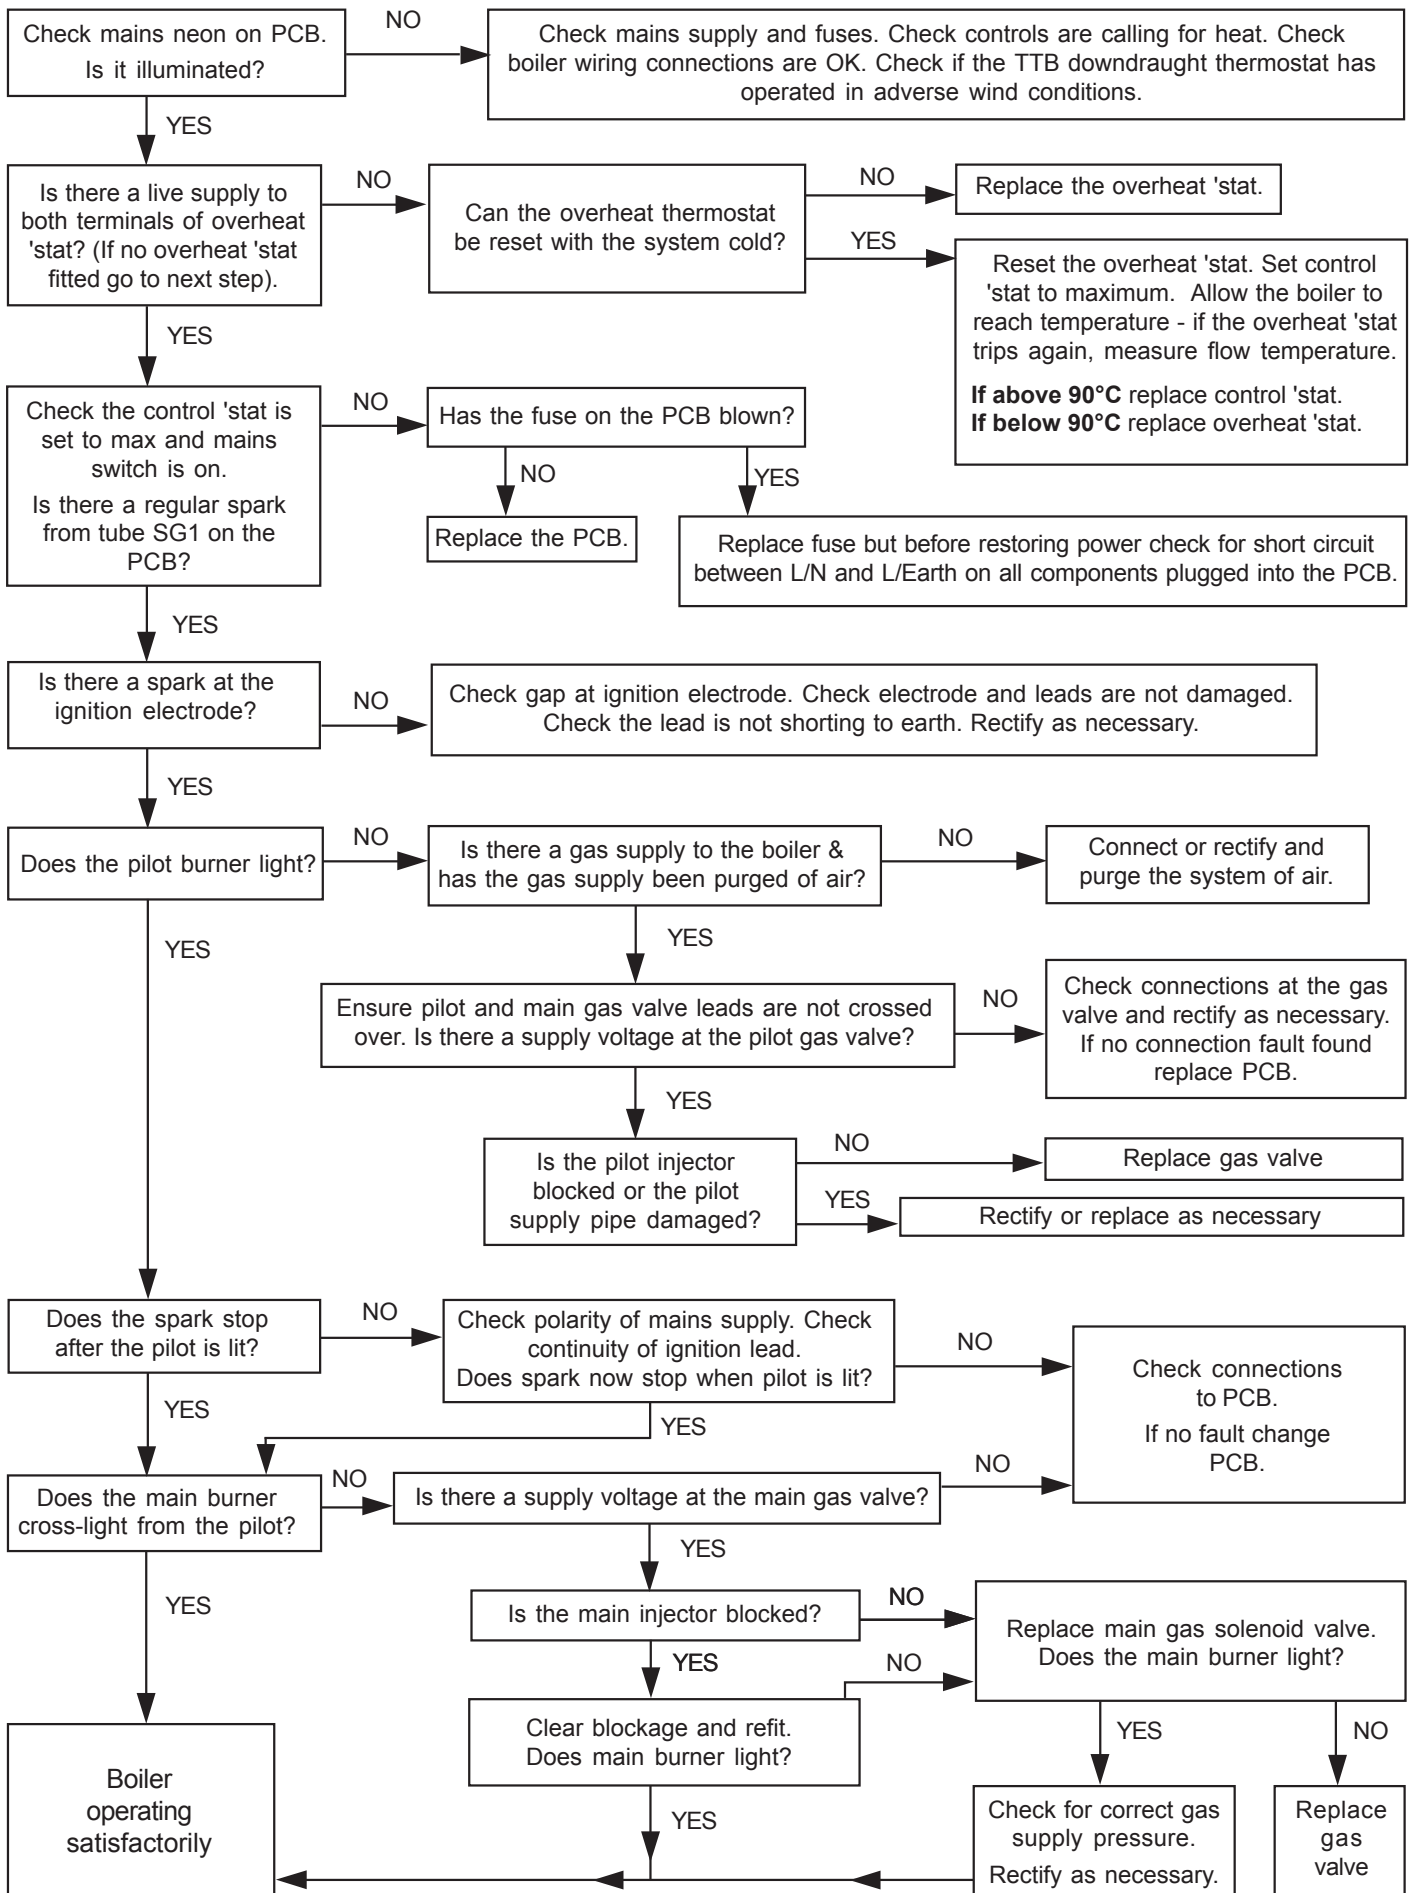 Check mains neon on PCB.
Is it illuminated?
NO
Check mains supply and fuses. Check controls are calling for heat. Check
boiler wiring connections are OK. Check if the TTB downdraught thermostat has
operated in adverse wind conditions.
YES
Is there a live supply to
both terminals of overheat
'stat? (If no overheat 'stat
fitted go to next step).
NO
Can the overheat thermostat
be reset with the system cold?
NO
Replace the overheat 'stat.
YES
Reset the overheat 'stat. Set control
'stat to maximum. Allow the boiler to
reach temperature - if the overheat 'stat
trips again, measure flow temperature.
If above 90°C replace control 'stat.
If below 90°C replace overheat 'stat.
YES
Check the control 'stat is
set to max and mains
switch is on.
Is there a regular spark
from tube SG1 on the
PCB?
NO
Has the fuse on the PCB blown?
NO
Replace the PCB.
YES
Replace fuse but before restoring power check for short circuit
between L/N and L/Earth on all components plugged into the PCB.
YES
Is there a spark at the
ignition electrode?
NO
Check gap at ignition electrode. Check electrode and leads are not damaged.
Check the lead is not shorting to earth. Rectify as necessary.
YES
Does the pilot burner light?
NO
Is there a gas supply to the boiler &
has the gas supply been purged of air?
NO
Connect or rectify and
purge the system of air.
YES
YES
Ensure pilot and main gas valve leads are not crossed
over. Is there a supply voltage at the pilot gas valve?
NO
Check connections at the gas
valve and rectify as necessary.
If no connection fault found
replace PCB.
YES
Is the pilot injector
blocked or the pilot
supply pipe damaged?
NO
Replace gas valve
YES
Rectify or replace as necessary
Does the spark stop
after the pilot is lit?
NO
Check polarity of mains supply. Check
continuity of ignition lead.
Does spark now stop when pilot is lit?
NO
Check connections
to PCB.
If no fault change
PCB.
YES
YES
Does the main burner
cross-light from the pilot?
NO
Is there a supply voltage at the main gas valve?
NO
YES
YES
Is the main injector blocked?
NO
Replace main gas solenoid valve.
Does the main burner light?
YES
NO
Clear blockage and refit.
Does main burner light?
YES
NO
Boiler
operating
satisfactorily
YES
Check for correct gas
supply pressure.
Rectify as necessary.
Replace
gas
valve